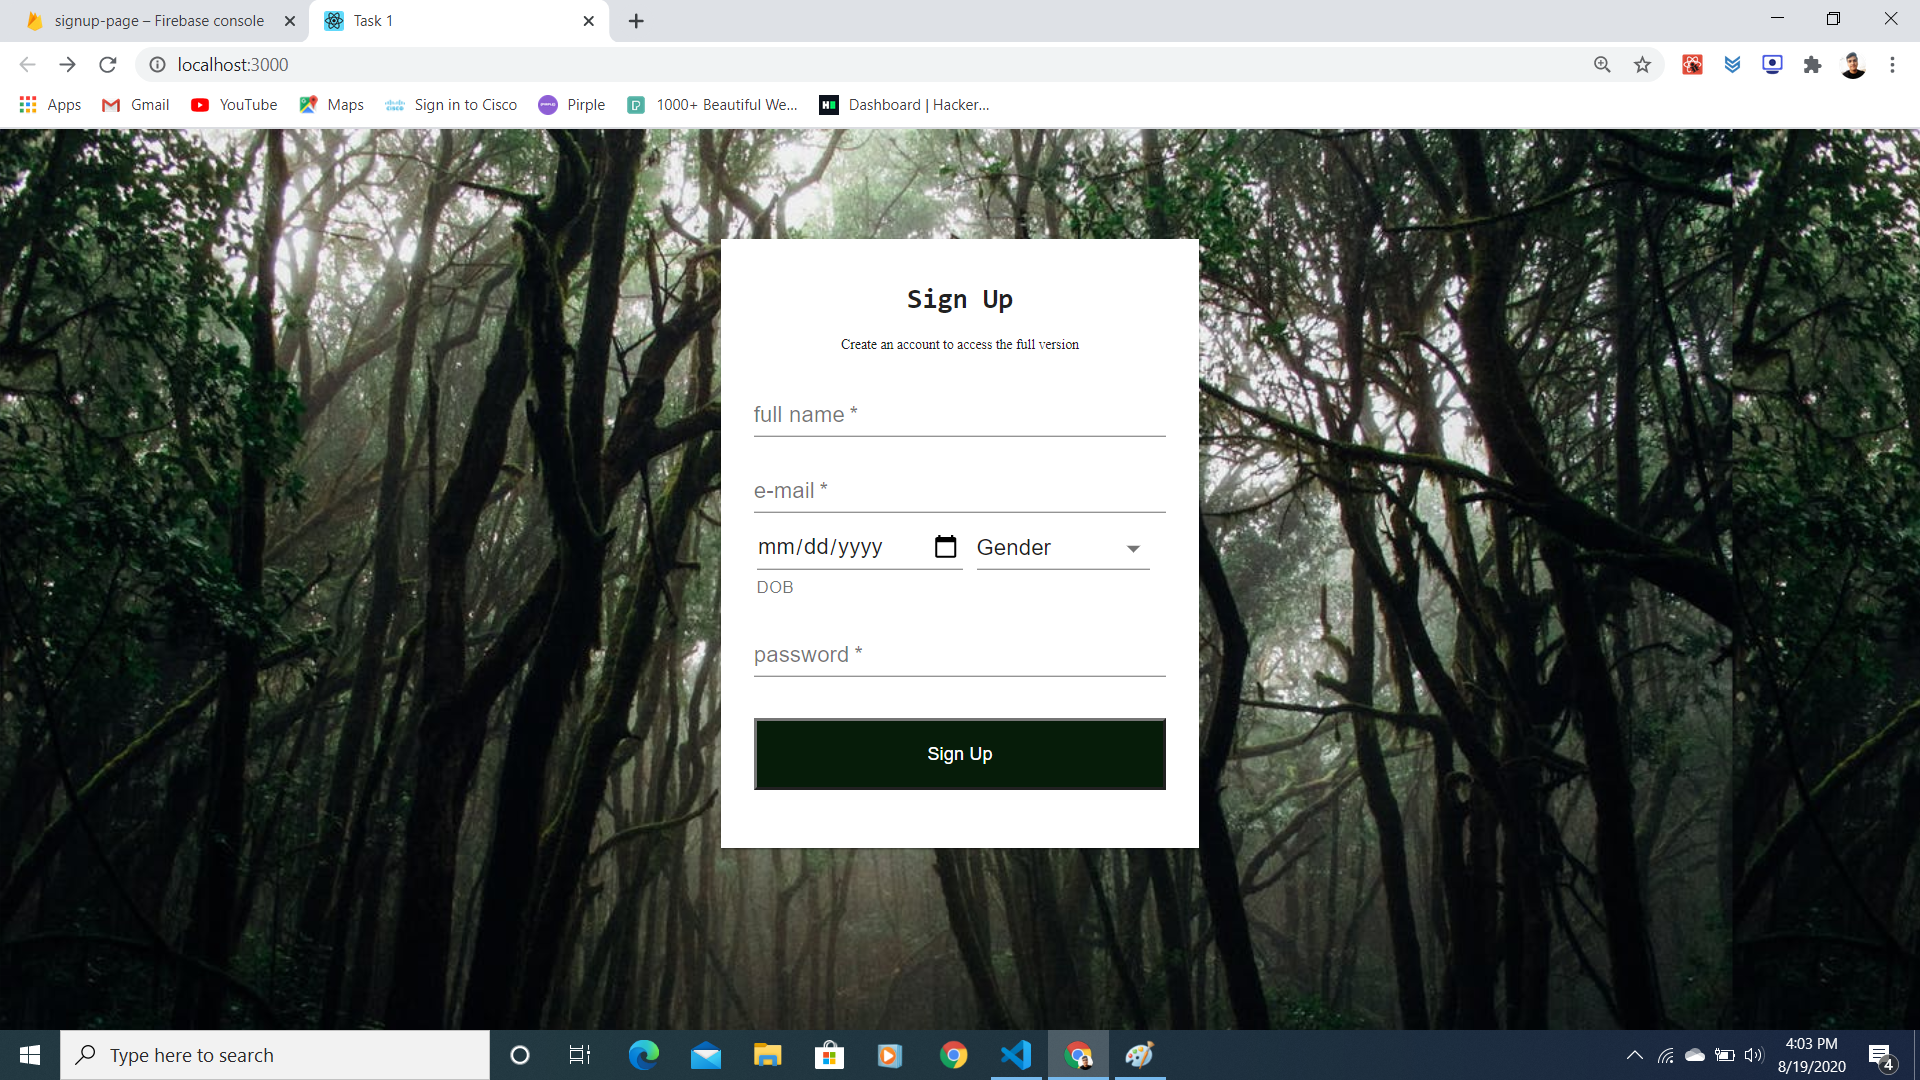 signup-page – Firebase console
Task 1
localhost:3000
Apps
Gmail
YouTube
Maps
Sign in to Cisco
Pirple
1000+ Beautiful We...
Dashboard | Hacker...
Sign Up
Create an account to access the full version
full name *
e-mail *
mm/dd/yyyy
Gender
DOB
password *
Sign Up
Type here to search
4:03 PM
8/19/2020
4